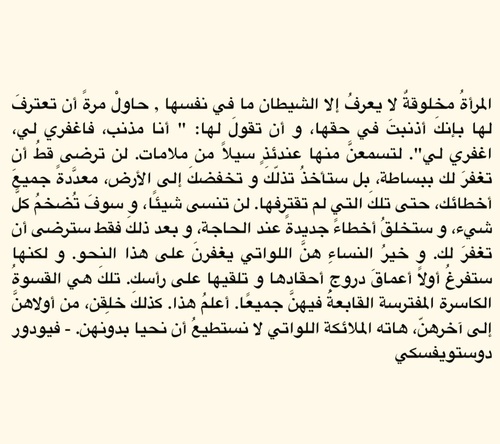 المرأةُ مخلوقةٌ لا يعرفُ إلا الشيطان ما في نفسها , حاولْ مرةً أن تعترفَ
لها بإنكَ أذنبتَ في حقها، و أن تقولَ لها: " أنا مذنب، فاغفري لي،
اغفري لي". لتسمعنَّ منها عندئذٍ سيلاً من ملامات. لن ترضى قطُ أن
تغفرَ لك ببساطة، بل ستأخذُ تذلّكَ و تخفضكَ إلى الأرض، معدَّدةً جميعَ
أخطائك، حتى تلكَ التي لم تقترفها. لن تنسى شيئًا، و سوفَ تُضخمُ كلَّ
شيء، و ستخلقُ أخطاءً جديدةً عند الحاجة، و بعد ذلكَ فقط سترضى أن
تغفرَ لك. و خيرُ النساءِ هنَّ اللواتي يغفرنَ على هذا النحو. و لكنها
ستفرغُ أولاً أعماقَ دروج أحقادها و تلقيها على رأسك. تلكَ هي القسوةُ
الكاسرة المفترسة القابعةُ فيهنَّ جميعًا. أعلمُ هذا. كذلكَ خلِقن، من أولاهنَّ
إلى آخرهنّ، هاته الملائكة اللواتي لا نستطيعُ أن نحيا بدونهن. - فيودور
دوستويفسكي